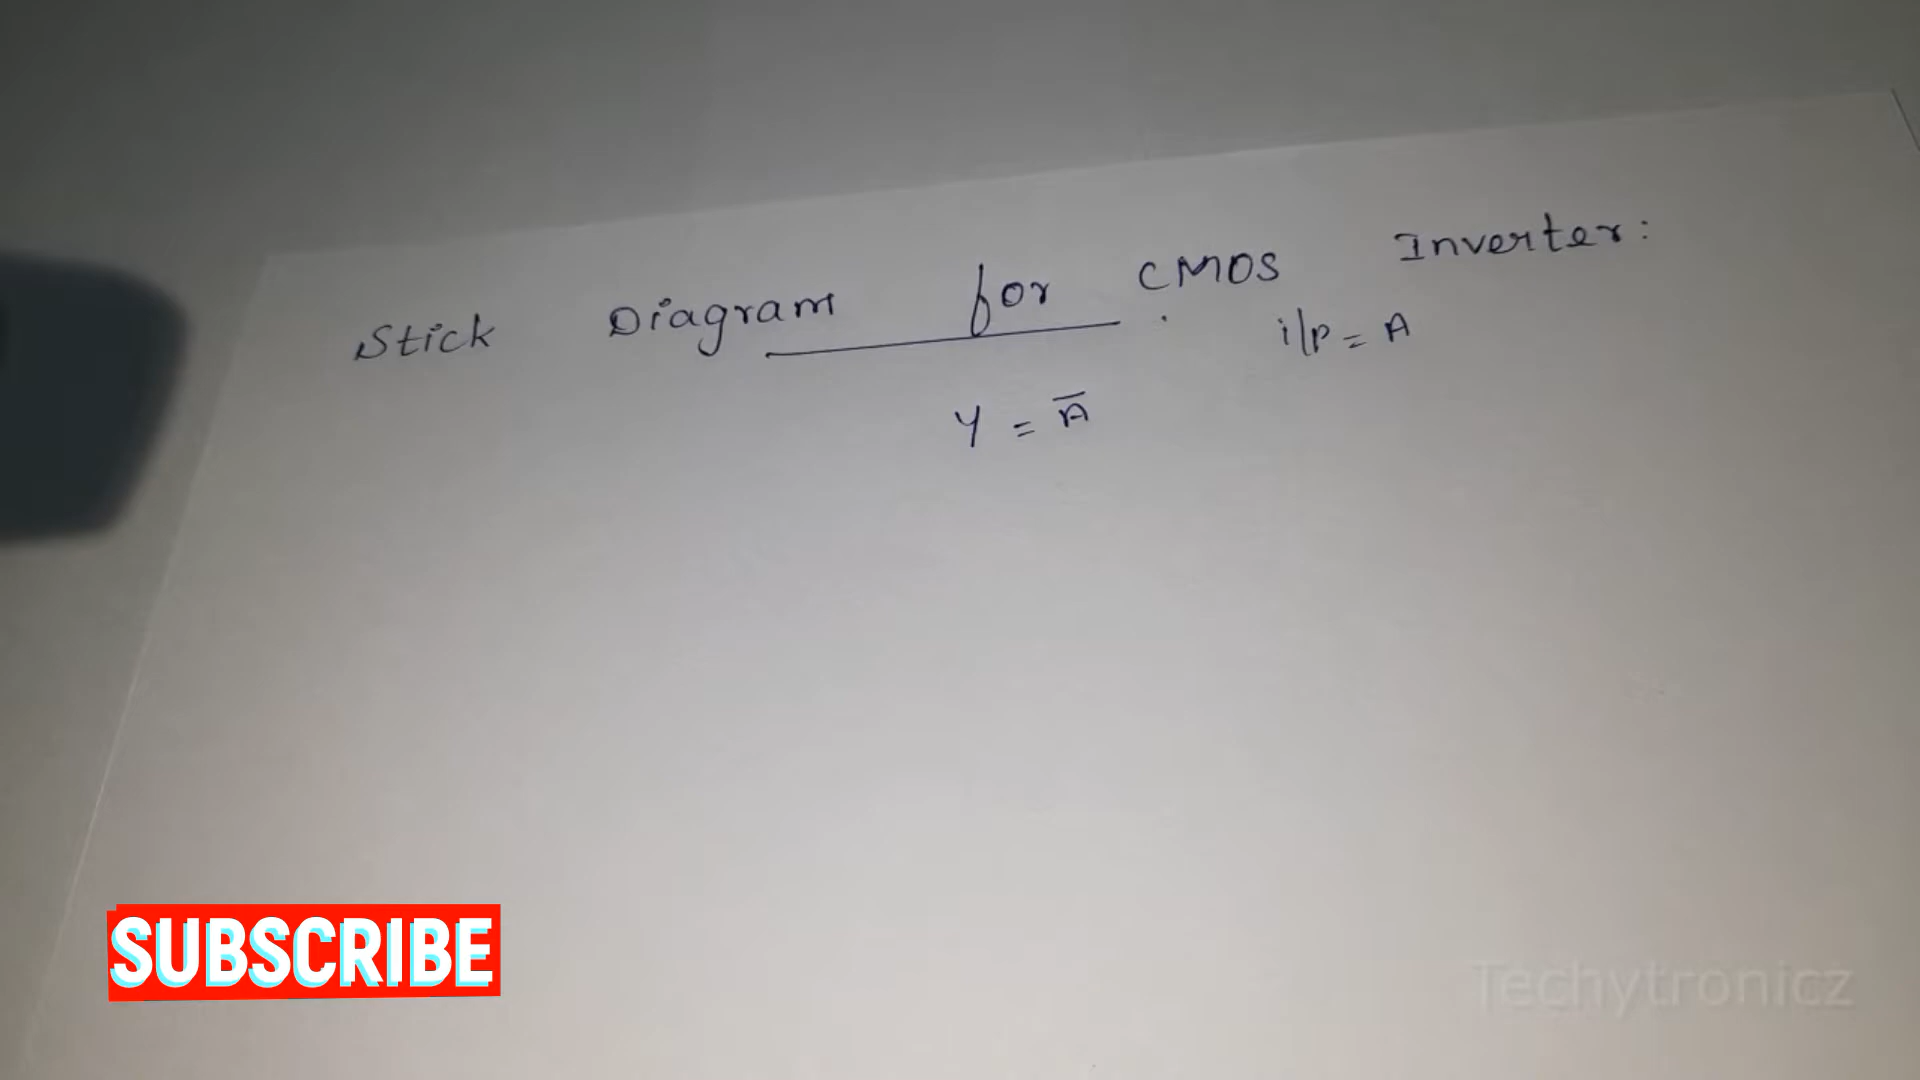 Stick Diagram for CMOS Inverter:
i/p = A
Y = A̅
SUBSCRIBE
Techytronicz